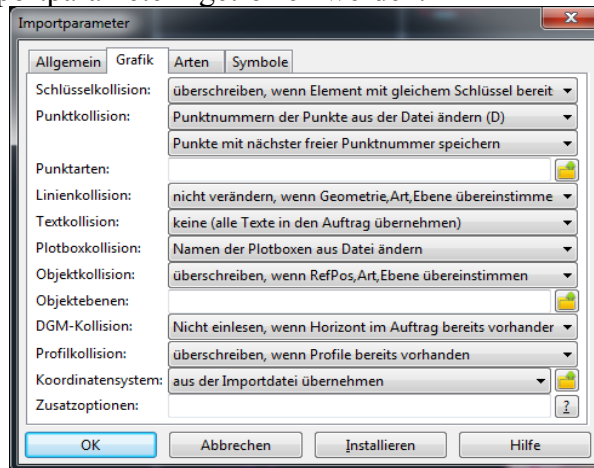 Importparameter
Allgemein Grafik Arten Symbole
Schlüsselkollision: überschreiben, wenn Element mit gleichem Schlüssel bereit
Punktkollision: Punktnummern der Punkte aus der Datei ändern (D)
Punkte mit nächster freier Punktnummer speichern
Punktarten:
Linienkollision: nicht verändern, wenn Geometrie,Art,Ebene übereinstimme
Textkollision: keine (alle Texte in den Auftrag übernehmen)
Plotboxkollision: Namen der Plotboxen aus Datei ändern
Objektkollision: überschreiben, wenn RefPos,Art,Ebene übereinstimmen
Objektebenen:
DGM-Kollision: Nicht einlesen, wenn Horizont im Auftrag bereits vorhander
Profilkollision: überschreiben, wenn Profile bereits vorhanden
Koordinatensystem: aus der Importdatei übernehmen
Zusatzoptionen: ?
OK Abbrechen Installieren Hilfe